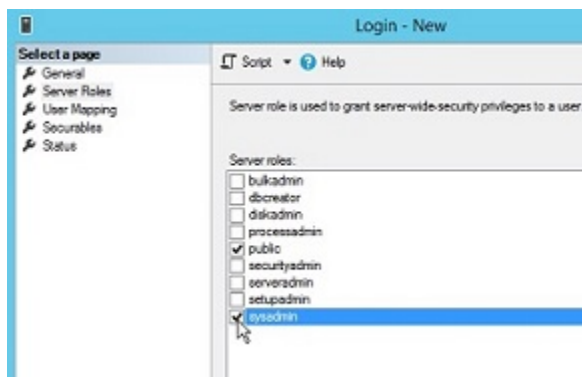 Login - New
Select a page
General
Server Roles
User Mapping
Securables
Status
Script
Help
Server role is used to grant server-wide-security privileges to a user
Server roles:
bulkadmin
dbcreator
diskadmin
processadmin
public
securityadmin
serveradmin
setupadmin
sysadmin